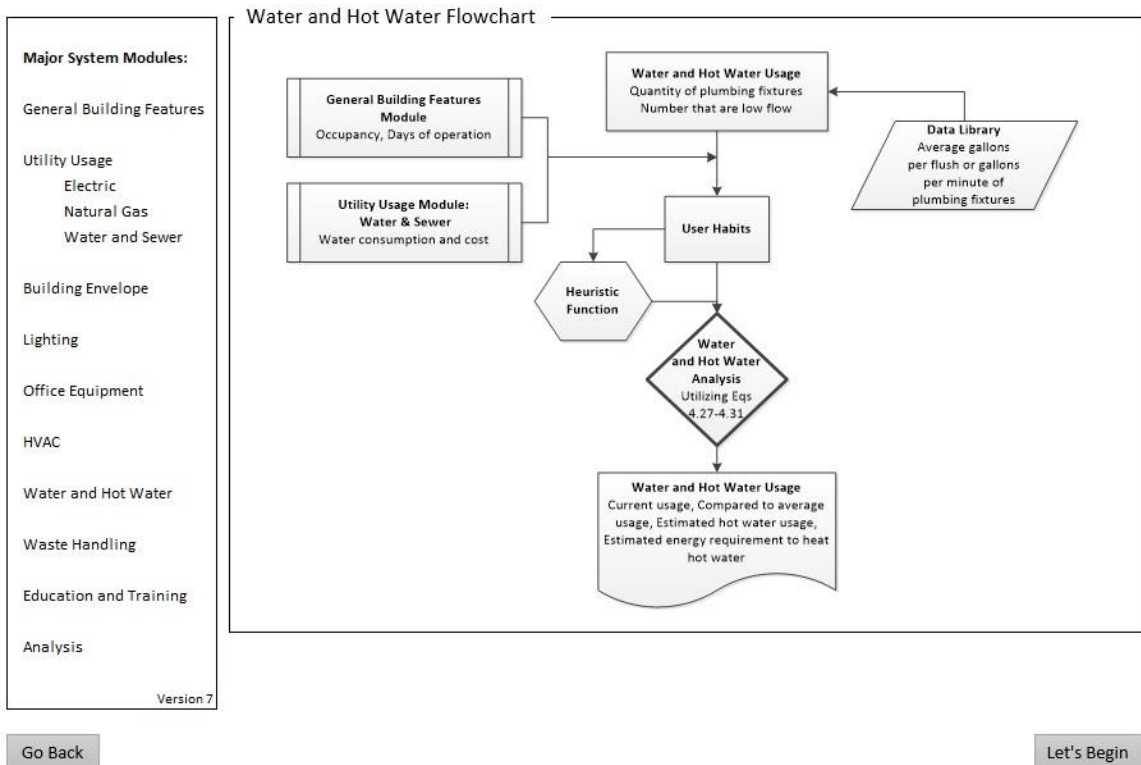 Major System Modules:
General Building Features
Utility Usage
Electric
Natural Gas
Water and Sewer
Building Envelope
Lighting
Office Equipment
HVAC
Water and Hot Water
Waste Handling
Education and Training
Analysis
Version 7
Water and Hot Water Flowchart
General Building Features
Module
Occupancy, Days of operation
Utility Usage Module:
Water & Sewer
Water consumption and cost
Water and Hot Water Usage
Quantity of plumbing fixtures
Number that are low flow
Data Library
Average gallons
per flush or gallons
per minute of
plumbing fixtures
User Habits
Heuristic
Function
Water
and Hot Water
Analysis
Utilizing Eqs
4.27-4.31
Water and Hot Water Usage
Current usage, Compared to average
usage, Estimated hot water usage,
Estimated energy requirement to heat
hot water
Go Back
Let's Begin